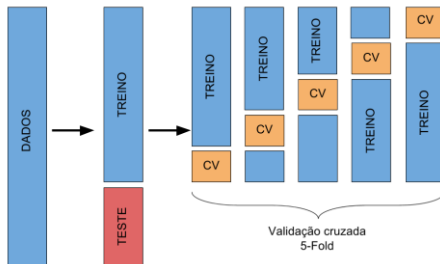 DADOS
TREINO
TESTE
TREINO
CV
TREINO
CV
TREINO
CV
CV
TREINO
CV
TREINO
Validação cruzada
5-Fold